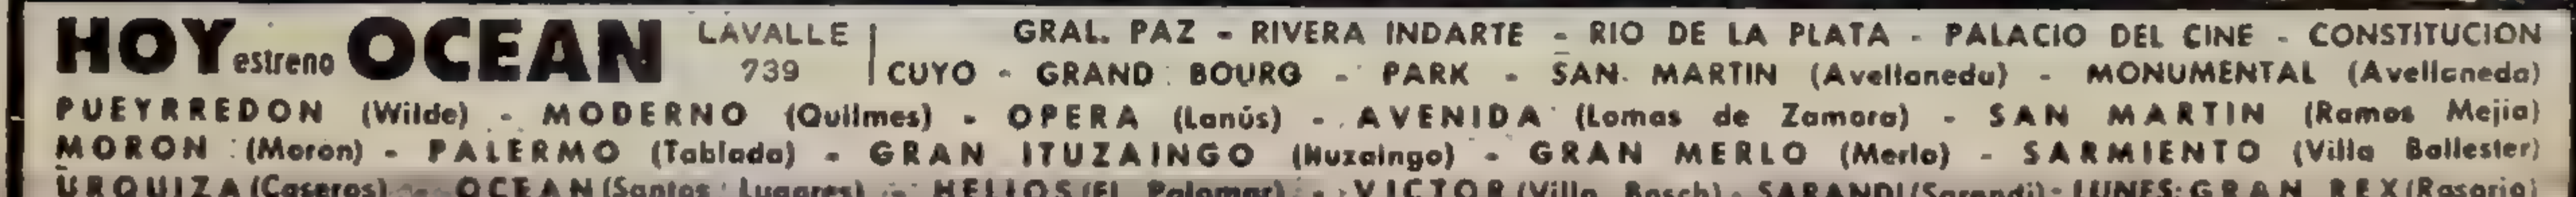 HOY estreno OCEAN LAVALLE 739
GRAL. PAZ - RIVERA INDARTE - RIO DE LA PLATA - PALACIO DEL CINE - CONSTITUCION
CUYO - GRAND BOURG - PARK - SAN MARTIN (Avellaneda) - MONUMENTAL (Avellaneda)
PUEYRREDON (Wilde) - MODERNO (Quilmes) - OPERA (Lanús) - AVENIDA (Lomas de Zamora) - SAN MARTIN (Ramos Mejia)
MORON (Moron) - PALERMO (Tablada) - GRAN ITUZAINGO (Ituzaingo) - GRAN MERLO (Merlo) - SARMIENTO (Villa Ballester)
URQUIZA (Caseros) - OCEAN (Santos Lugares) - HELIOS (El Palomar) - VICTOR (Villa Bosch) - SARANDI (Sarandi) - LUNES: GRAN REX (Rosario)